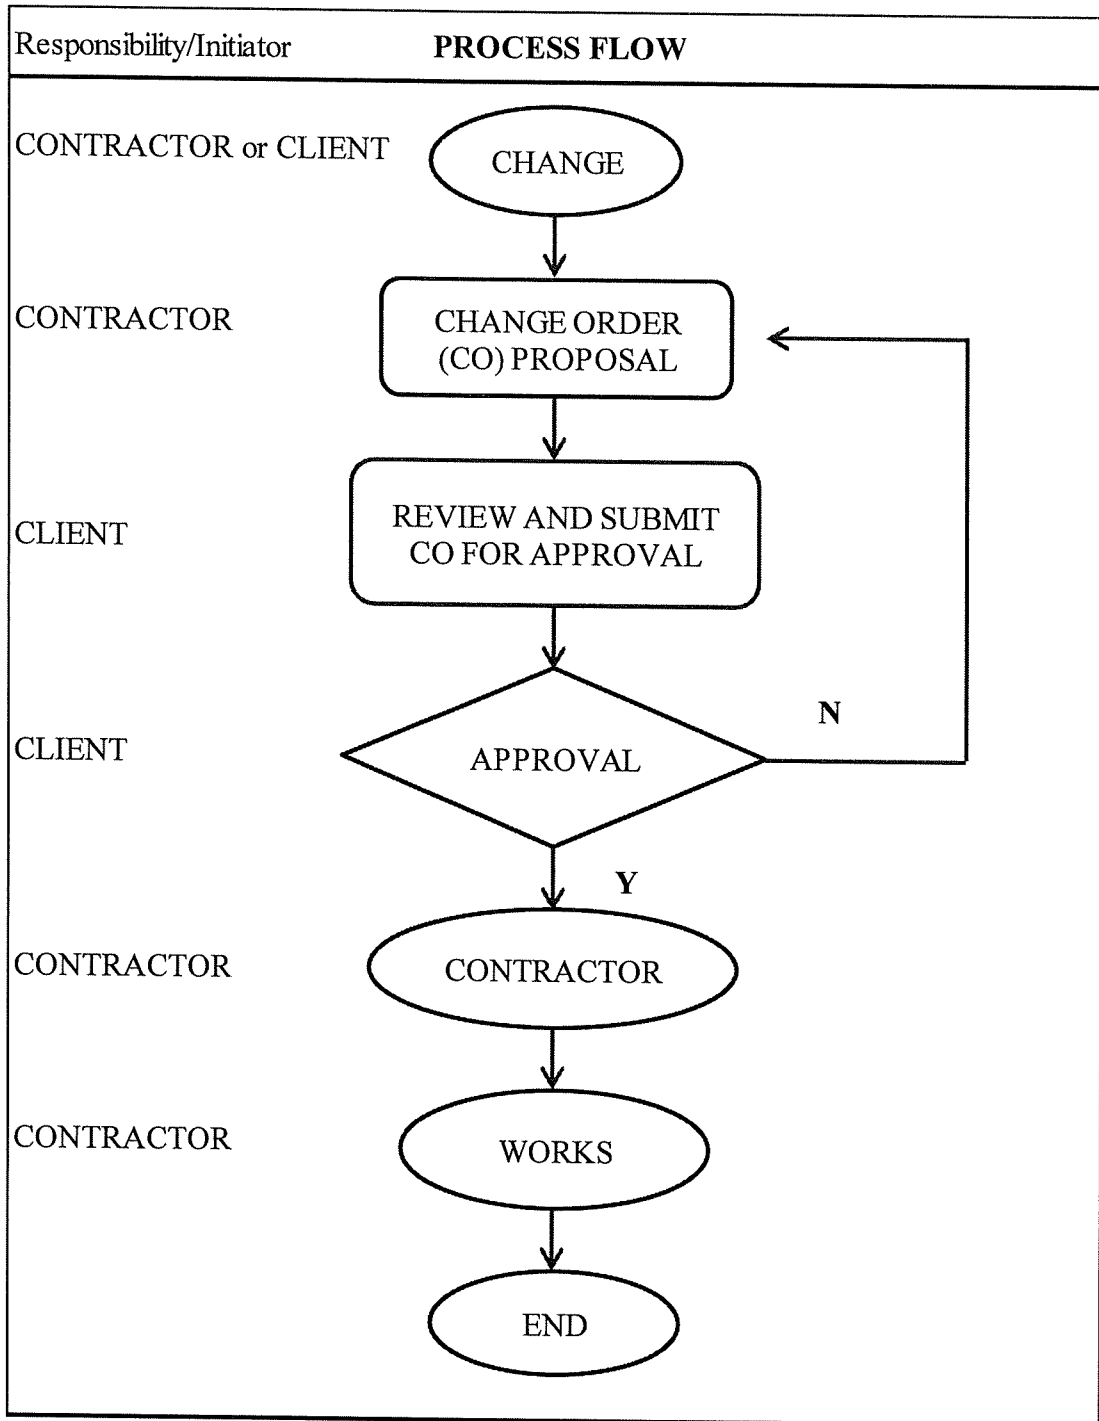 Responsibility/Initiator PROCESS FLOW
CONTRACTOR or CLIENT CHANGE
CONTRACTOR CHANGE ORDER
(CO) PROPOSAL
CLIENT REVIEW AND SUBMIT
CO FOR APPROVAL
N
CLIENT APPROVAL
Y
CONTRACTOR CONTRACTOR
CONTRACTOR WORKS
END